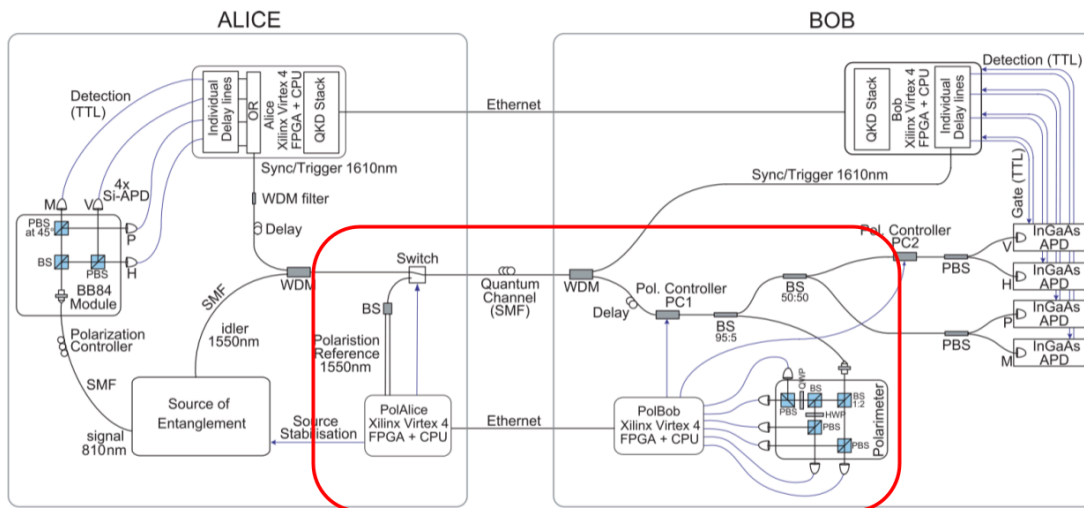 ALICE
BOB
Detection
(TTL)
Individual
Delay lines
OR
Alice
Xilinx Virtex 4
FPGA + CPU
QKD Stack
Ethernet
QKD Stack
Bob
Xilinx Virtex 4
FPGA + CPU
Individual
Delay lines
Detection (TTL)
Sync/Trigger 1610nm
Sync/Trigger 1610nm
Gate (TTL)
4x
Si-APD
M
V
PBS
at 45
P
BS
PBS
H
BB84
Module
WDM filter
Delay
WDM
Switch
Quantum
Channel
(SMF)
WDM
Delay
Pol. Controller
PC1
BS
95:5
BS
50:50
Pol. Controller
PC2
PBS
V
InGaAs
APD
H
InGaAs
APD
PBS
P
InGaAs
APD
M
InGaAs
APD
SMF
idler
1550nm
BS
Polaristion
Reference
1550nm
Polarization
Controller
SMF
signal
810nm
Source of
Entanglement
Source
Stabilisation
PolAlice
Xilinx Virtex 4
FPGA + CPU
Ethernet
PolBob
Xilinx Virtex 4
FPGA + CPU
PBS
QWP
BS
BS
1:2
HWP
PBS
PBS
Polarimeter